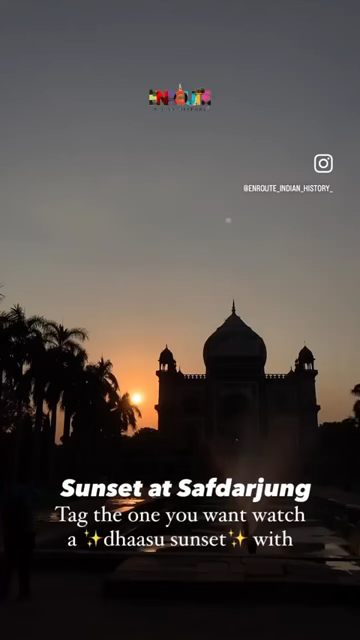 ENROUTE
@ENROUTE_INDIAN_HISTORY_
Sunset at Safdarjung
Tag the one you want watch
a ✨dhaasu sunset✨ with